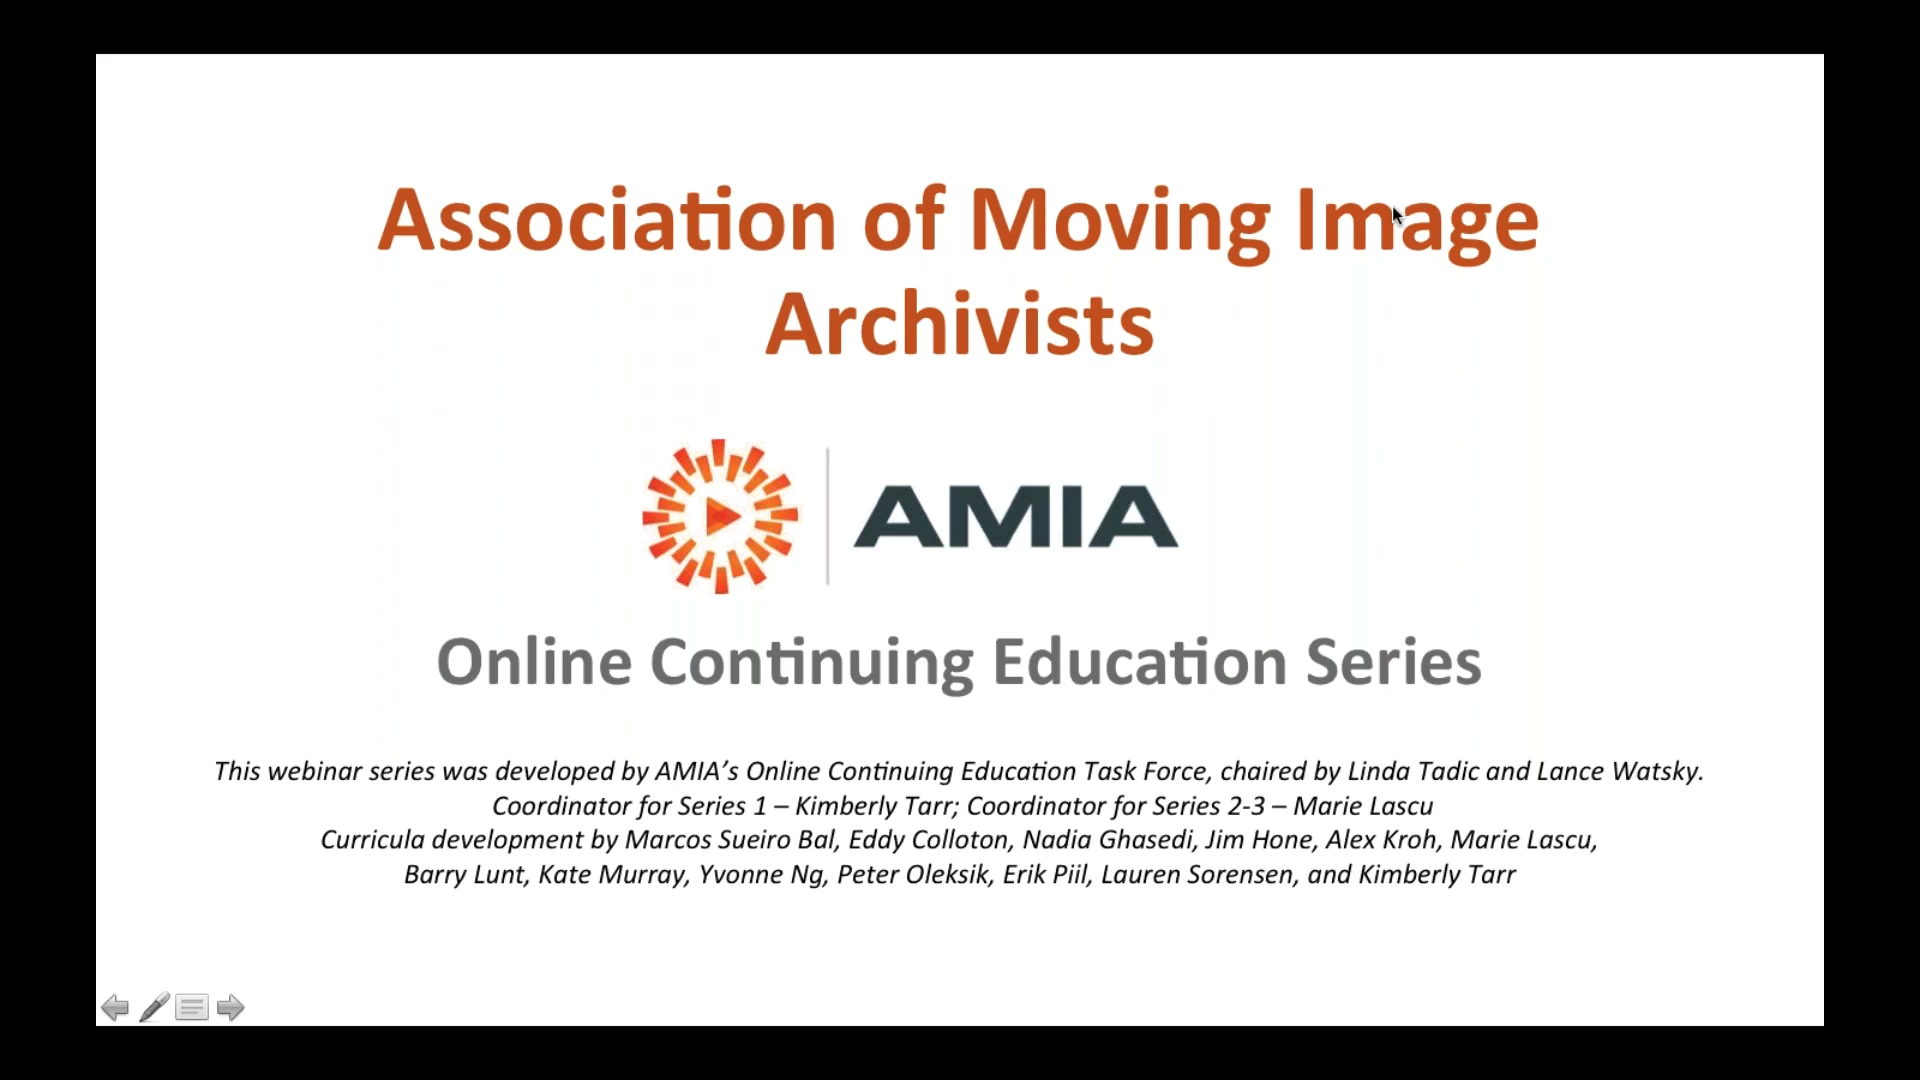 Association of Moving Image
Archivists
AMIA
Online Continuing Education Series
This webinar series was developed by AMIA’s Online Continuing Education Task Force, chaired by Linda Tadic and Lance Watsky.
Coordinator for Series 1 – Kimberly Tarr; Coordinator for Series 2-3 – Marie Lascu
Curricula development by Marcos Sueiro Bal, Eddy Colloton, Nadia Ghasedi, Jim Hone, Alex Kroh, Marie Lascu,
Barry Lunt, Kate Murray, Yvonne Ng, Peter Oleksik, Erik Piil, Lauren Sorensen, and Kimberly Tarr